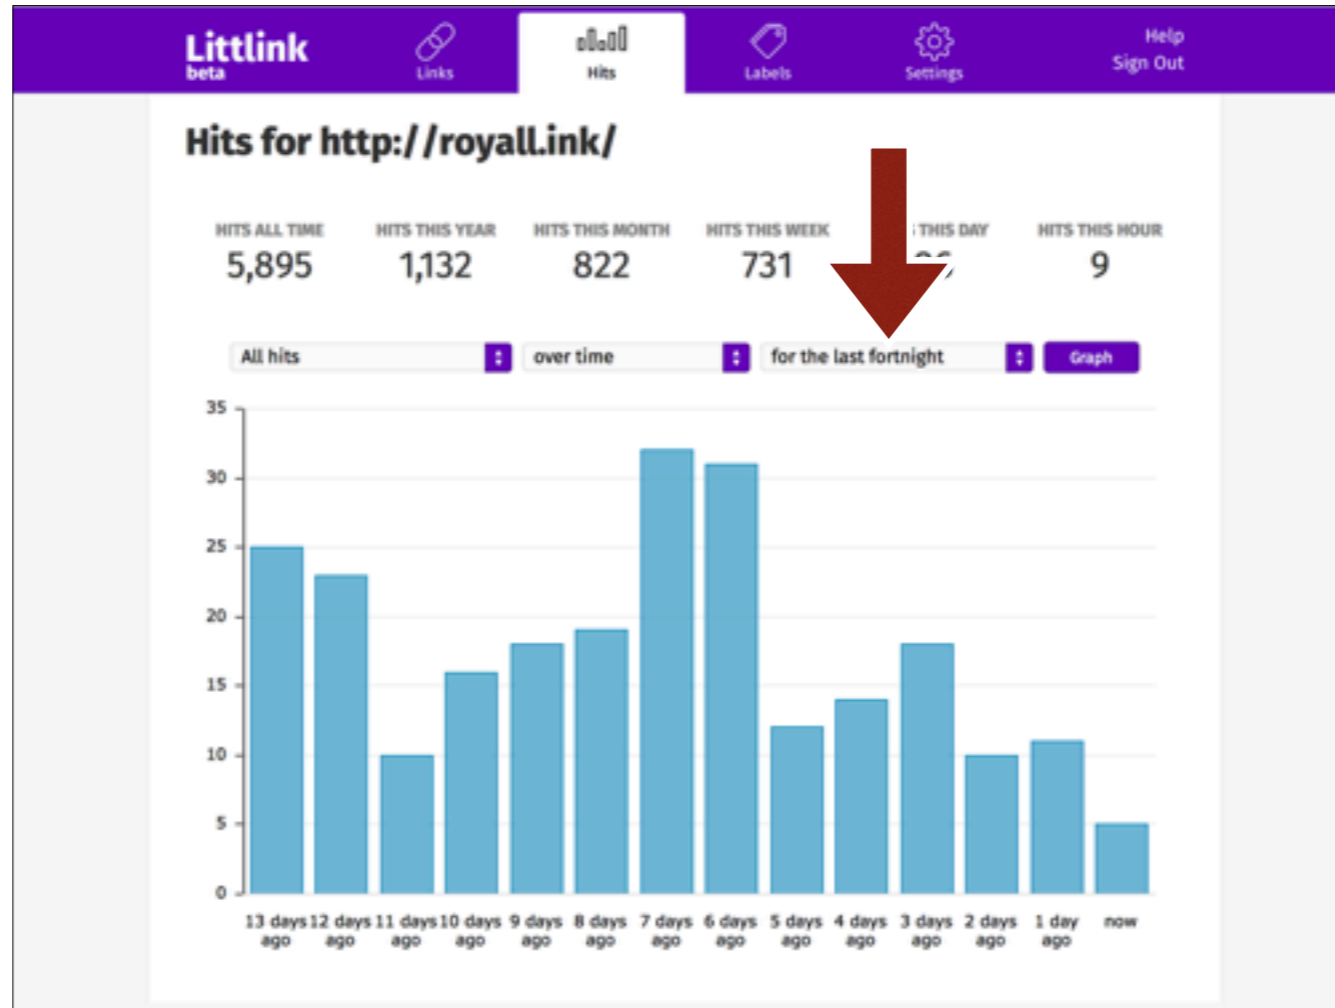 Littlink
beta
Links
Hits
Labels
Settings
Help
Sign Out
Hits for http://royall.ink/
HITS ALL TIME
5,895
HITS THIS YEAR
1,132
HITS THIS MONTH
822
HITS THIS WEEK
731
THIS DAY
HITS THIS HOUR
9
All hits
over time
for the last fortnight
Graph
35
30
25
20
15
10
5
0
13 days ago
12 days ago
11 days ago
10 days ago
9 days ago
8 days ago
7 days ago
6 days ago
5 days ago
4 days ago
3 days ago
2 days ago
1 day ago
now